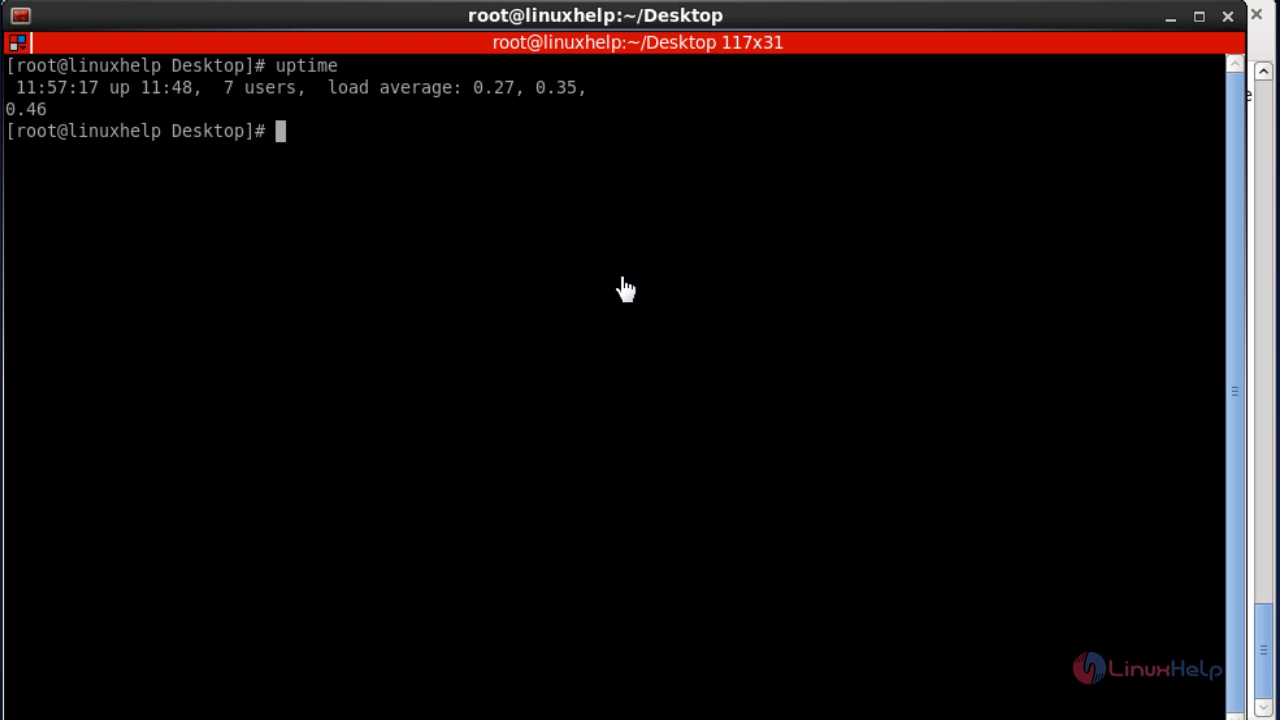 root@linuxhelp:~/Desktop
root@linuxhelp:~/Desktop 117x31
[root@linuxhelp Desktop]# uptime
 11:57:17 up 11:48,  7 users,  load average: 0.27, 0.35,
0.46
[root@linuxhelp Desktop]#
LinuxHelp